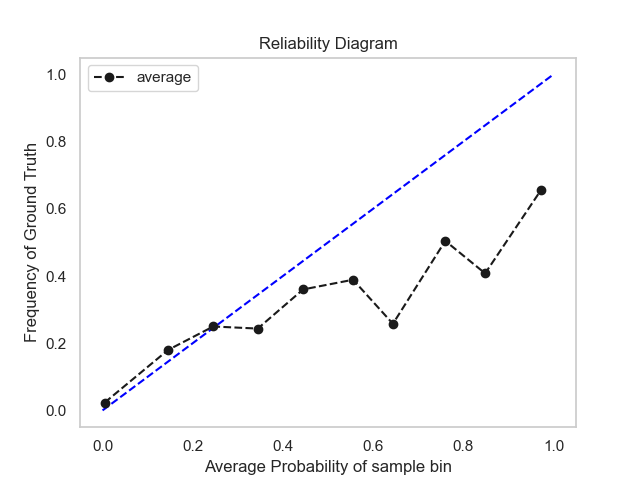 Reliability Diagram
average
1.0
0.8
0.6
0.4
0.2
0.0
Frequency of Ground Truth
0.0 0.2 0.4 0.6 0.8 1.0
Average Probability of sample bin